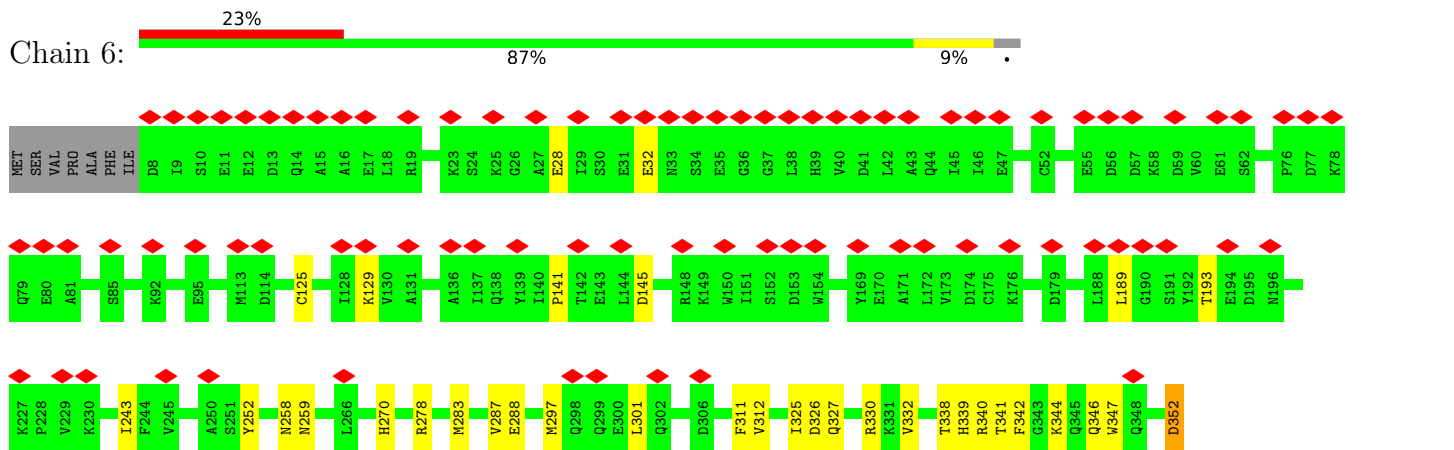 23%
Chain 6:
87% 9% •
MET SER VAL PRO ALA PHE ILE D8 I9 S10 E11 E12 D13 Q14 A15 A16 E17 L18 R19 K23 S24 K25 G26 A27 E28 I29 S30 E31 E32 N33 S34 E35 G36 G37 L38 H39 V40 D41 L42 A43 Q44 I45 I46 E47 C52 E55 D56 D57 K58 D59 V60 E61 S62 P76 D77 K78
Q79 E80 A81 S85 K92 E95 M113 D114 C125 I128 K129 V130 A131 A136 I137 Q138 Y139 I140 P141 T142 E143 L144 D145 R148 K149 W150 I151 S152 D153 W154 Y169 E170 A171 L172 V173 D174 C175 K176 D179 L188 L189 G190 S191 Y192 T193 E194 D195 N196
K227 P228 V229 K230 I243 F244 V245 A250 S251 Y252 N258 N259 L266 H270 R278 M283 V287 E288 M297 Q298 Q299 E300 L301 Q302 D306 F311 V312 I325 D326 Q327 R330 K331 V332 T338 H339 R340 T341 F342 G343 K344 Q345 Q346 W347 Q348 D352